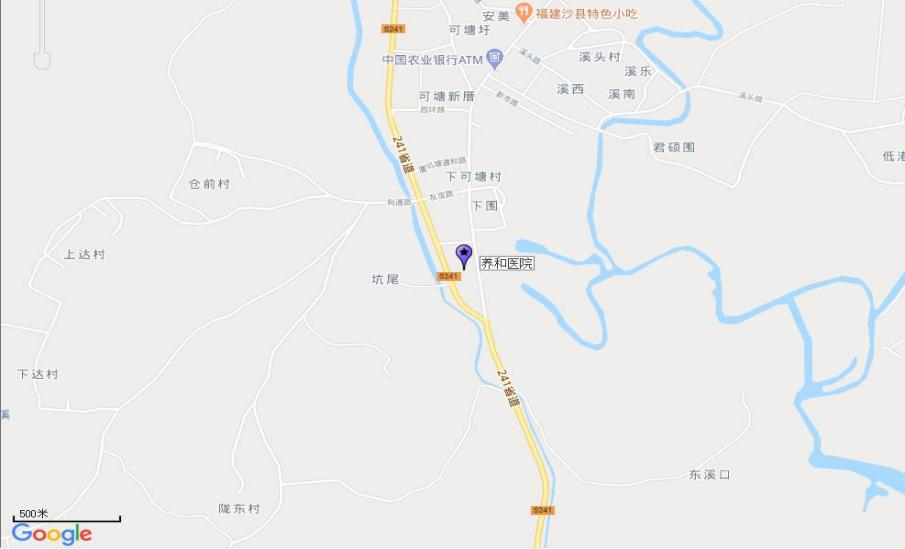 安美
福建沙县特色小吃
S241
可塘圩
中国农业银行ATM
溪头路
溪头村
溪乐
溪西
溪南
可塘新厝
新市路
溪头路
西环路
241省道
君硕围
低港
可塘道和路
下可塘村
仓前村
有通路
友谊路
下围
上达村
养和医院
坑尾
S241
下达村
241省道
溪
东溪口
陇东村
S241
500米
Google